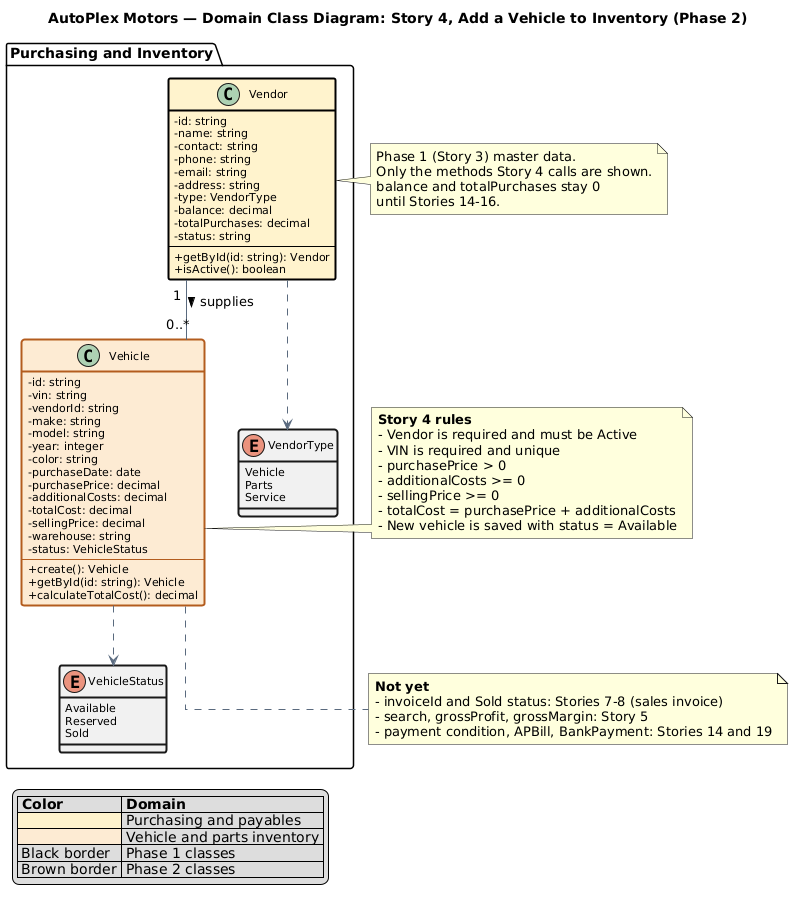 AutoPlex Motors — Domain Class Diagram: Story 4, Add a Vehicle to Inventory (Phase 2)
Purchasing and Inventory
C Vendor
-id: string
-name: string
-contact: string
-phone: string
-email: string
-address: string
-type: VendorType
-balance: decimal
-totalPurchases: decimal
-status: string
+getById(id: string): Vendor
+isActive(): boolean
Phase 1 (Story 3) master data.
Only the methods Story 4 calls are shown.
balance and totalPurchases stay 0
until Stories 14-16.
1
supplies
0..*
C Vehicle
-id: string
-vin: string
-vendorId: string
-make: string
-model: string
-year: integer
-color: string
-purchaseDate: date
-purchasePrice: decimal
-additionalCosts: decimal
-totalCost: decimal
-sellingPrice: decimal
-warehouse: string
-status: VehicleStatus
+create(): Vehicle
+getById(id: string): Vehicle
+calculateTotalCost(): decimal
E VendorType
Vehicle
Parts
Service
Story 4 rules
- Vendor is required and must be Active
- VIN is required and unique
- purchasePrice > 0
- additionalCosts >= 0
- sellingPrice >= 0
- totalCost = purchasePrice + additionalCosts
- New vehicle is saved with status = Available
E VehicleStatus
Available
Reserved
Sold
Not yet
- invoiceId and Sold status: Stories 7-8 (sales invoice)
- search, grossProfit, grossMargin: Story 5
- payment condition, APBill, BankPayment: Stories 14 and 19
Color Domain
Purchasing and payables
Vehicle and parts inventory
Black border Phase 1 classes
Brown border Phase 2 classes